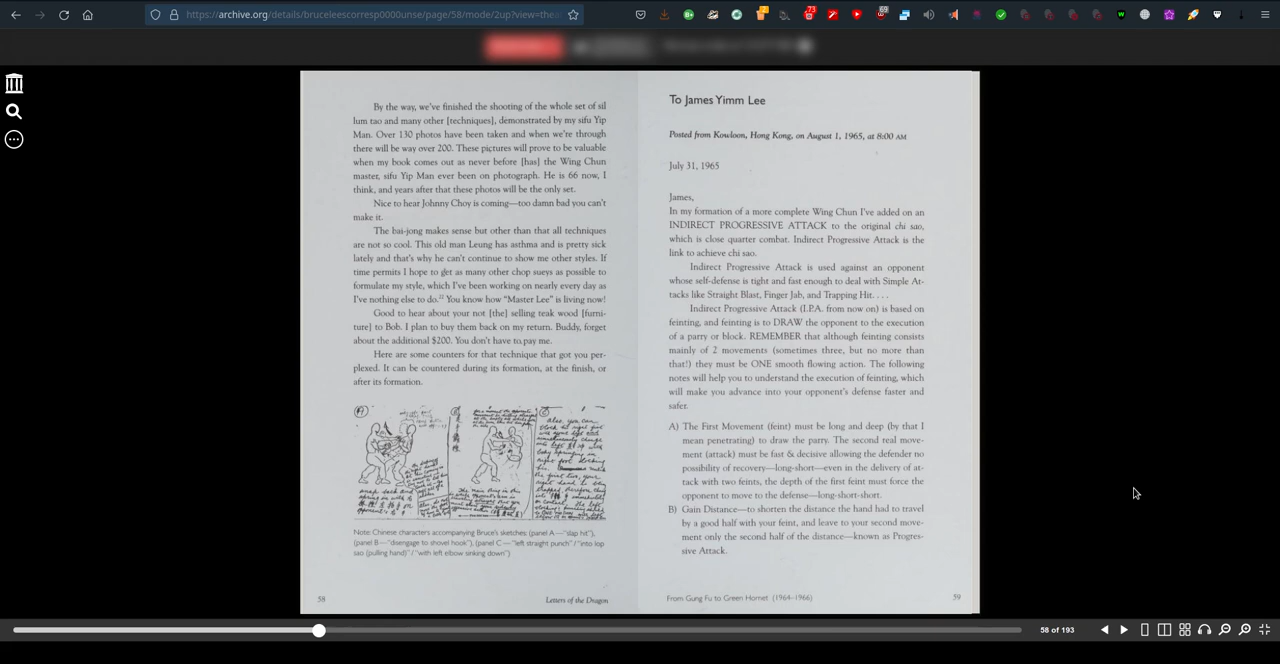 https://archive.org/details/bruceleescorresp0000unse/page/58/mode/2up?view=thea
By the way, we've finished the shooting of the whole set of sil
lum tao and many other [techniques], demonstrated by my sifu Yip
Man. Over 130 photos have been taken and when we're through
there will be way over 200. These pictures will prove to be valuable
when my book comes out as never before [has] the Wing Chun
master, sifu Yip Man ever been on photograph. He is 66 now, I
think, and years after that these photos will be the only set.
Nice to hear Johnny Choy is coming—too damn bad you can't
make it.
The bai-jong makes sense but other than that all techniques
are not so cool. This old man Leung has asthma and is pretty sick
lately and that's why he can't continue to show me other styles. If
time permits I hope to get as many other chop sueys as possible to
formulate my style, which I've been working on nearly every day as
I've nothing else to do.²² You know how "Master Lee" is living now!
Good to hear about your not [the] selling teak wood [furni-
ture] to Bob. I plan to buy them back on my return. Buddy, forget
about the additional $200. You don't have to pay me.
Here are some counters for that technique that got you per-
plexed. It can be countered during its formation, at the finish, or
after its formation.
Note: Chinese characters accompanying Bruce's sketches: (panel A—"slap hit"),
(panel B—"disengage to shovel hook"), (panel C—"left straight punch" / "into lop
sao (pulling hand)" / "with left elbow sinking down")
58
Letters of the Dragon
To James Yimm Lee
Posted from Kowloon, Hong Kong, on August 1, 1965, at 8:00 AM
July 31, 1965
James,
In my formation of a more complete Wing Chun I've added on an
INDIRECT PROGRESSIVE ATTACK to the original chi sao,
which is close quarter combat. Indirect Progressive Attack is the
link to achieve chi sao.
Indirect Progressive Attack is used against an opponent
whose self-defense is tight and fast enough to deal with Simple At-
tacks like Straight Blast, Finger Jab, and Trapping Hit. . . .
Indirect Progressive Attack (I.P.A. from now on) is based on
feinting, and feinting is to DRAW the opponent to the execution
of a parry or block. REMEMBER that although feinting consists
mainly of 2 movements (sometimes three, but no more than
that!) they must be ONE smooth flowing action. The following
notes will help you to understand the execution of feinting, which
will make you advance into your opponent's defense faster and
safer.
A) The First Movement (feint) must be long and deep (by that I
mean penetrating) to draw the parry. The second real move-
ment (attack) must be fast & decisive allowing the defender no
possibility of recovery—long-short—even in the delivery of at-
tack with two feints, the depth of the first feint must force the
opponent to move to the defense—long-short-short.
B) Gain Distance—to shorten the distance the hand had to travel
by a good half with your feint, and leave to your second move-
ment only the second half of the distance—known as Progres-
sive Attack.
From Gung Fu to Green Hornet (1964–1966)
59
58 of 193